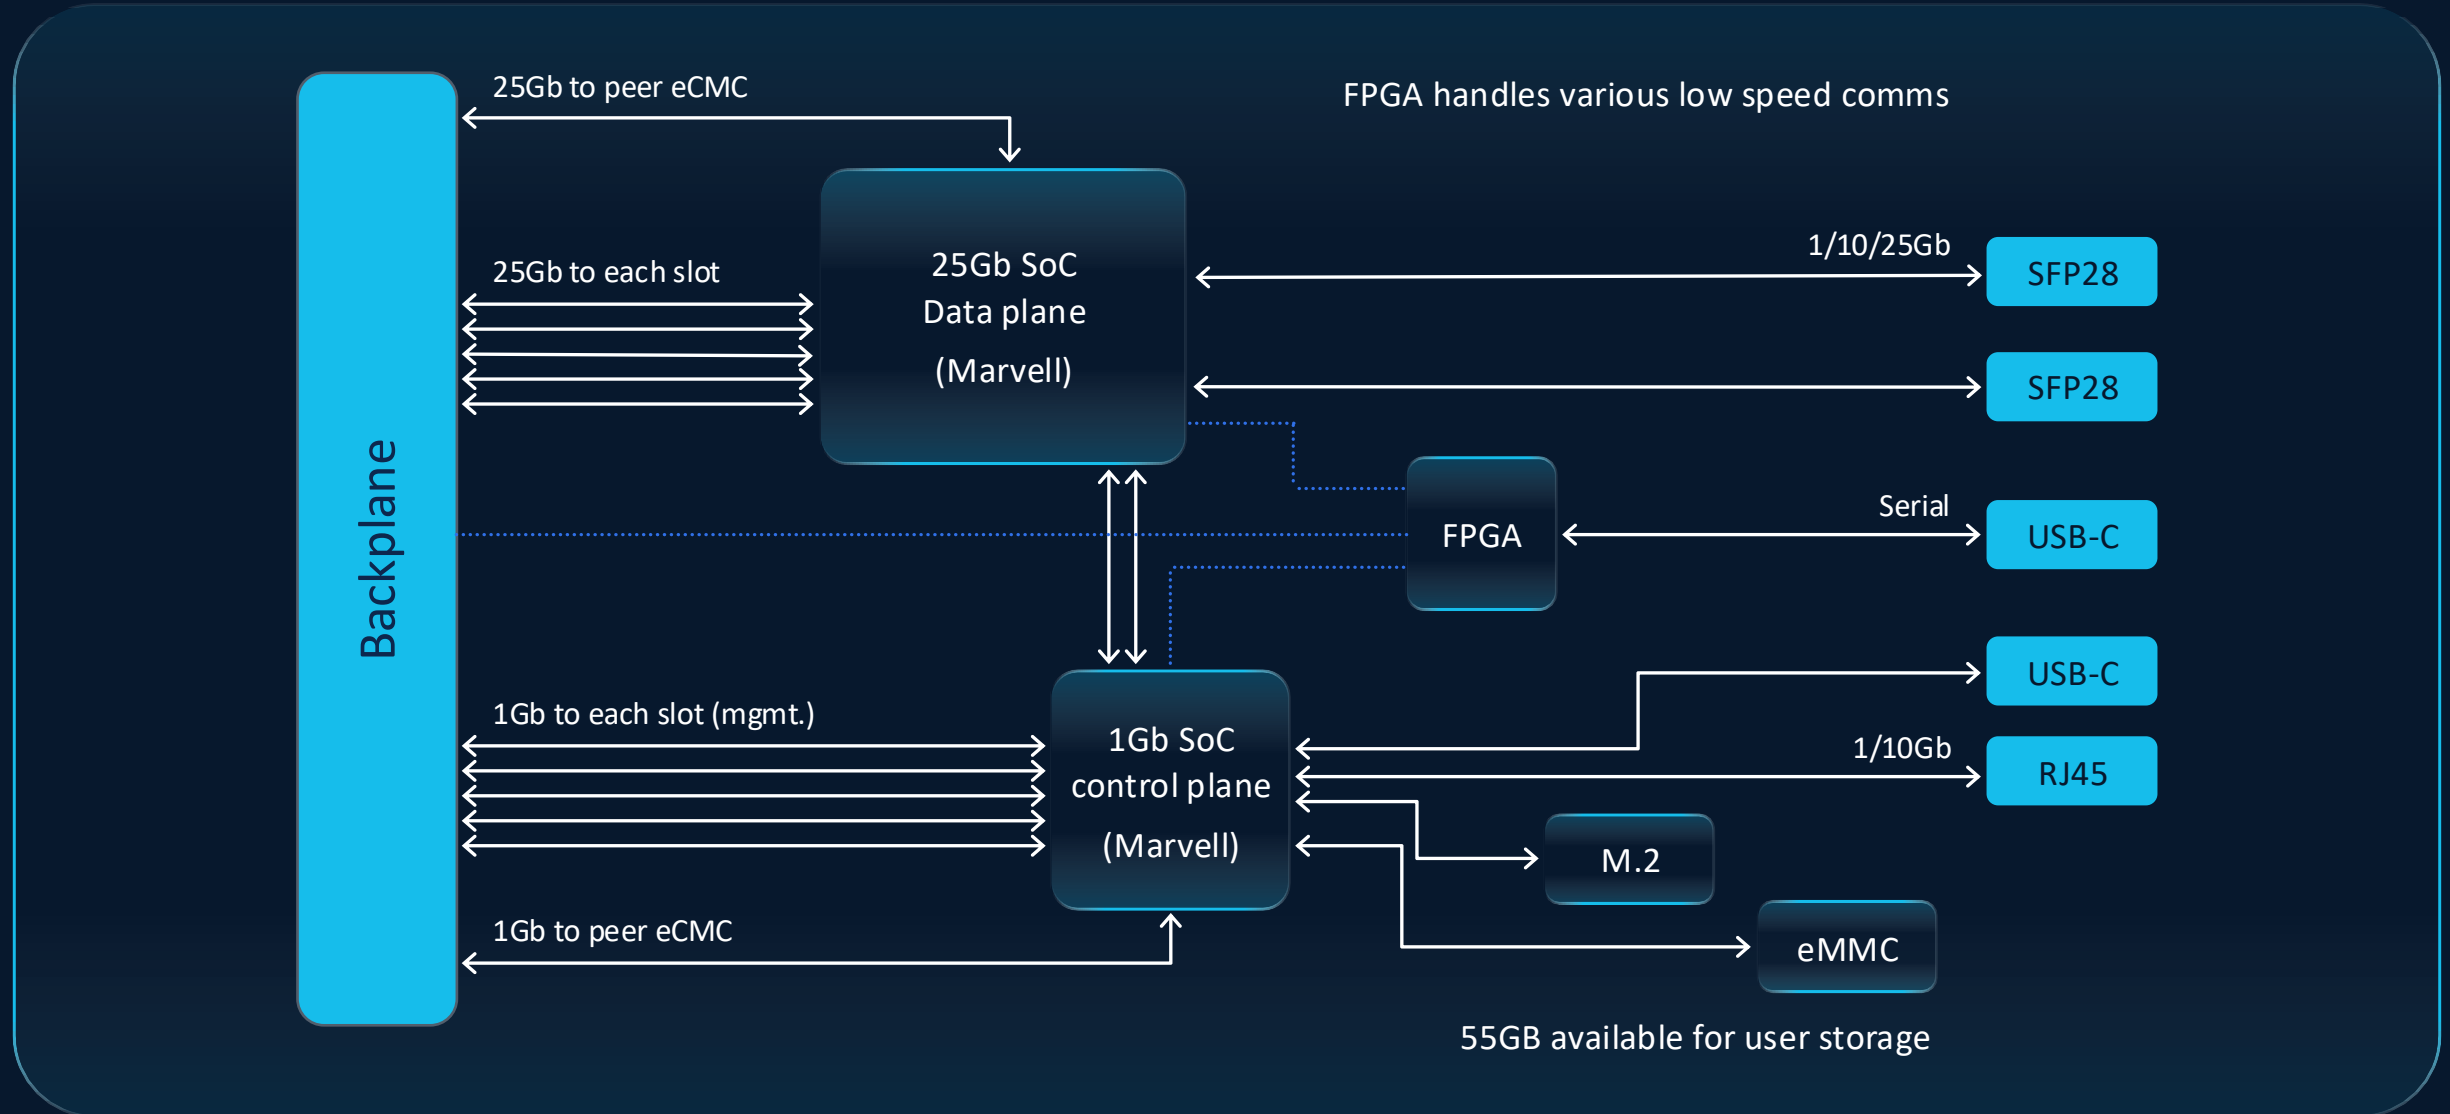 25Gb to peer eCMC
FPGA handles various low speed comms
25Gb to each slot
25Gb SoC
Data plane
(Marvell)
1/10/25Gb
SFP28
SFP28
Backplane
FPGA
Serial
USB-C
USB-C
1Gb to each slot (mgmt.)
1Gb SoC
control plane
(Marvell)
1/10Gb
RJ45
M.2
1Gb to peer eCMC
eMMC
55GB available for user storage